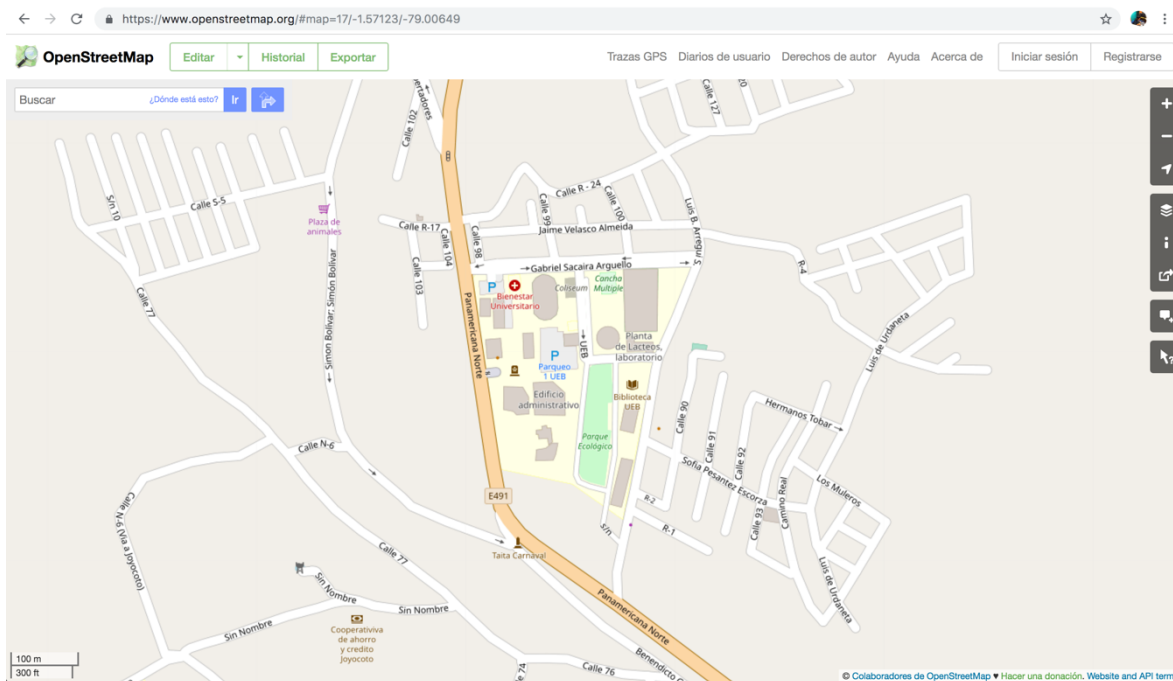 https://www.openstreetmap.org/#map=17/-1.57123/-79.00649
OpenStreetMap
Editar
Historial
Exportar
Trazas GPS
Diarios de usuario
Derechos de autor
Ayuda
Acerca de
Iniciar sesión
Registrarse
Buscar
¿Dónde está esto?
Ir
Calle 102
Calle 127
S/n 10
Calle S-5
Plaza de
animales
Calle R-17
Calle 104
Calle 103
Calle 98
Calle 99
Calle R - 24
Calle 100
Jaime Velasco Almeida
Luis B. Arregui S
Gabriel Sacaira Arguello
R-4
Calle 77
Simon Bolivar; Simón Bolívar
Panamericana Norte
P
Bienestar
Universitario
Coliseum
Cancha
Multiple
UEB
Planta
de Lacteos,
laboratorio
P
Parqueo
1 UEB
Edificio
administrativo
Biblioteca
UEB
Parque
Ecológico
Luis de Urdaneta
Hermanos Tobar
Calle 90
Calle 91
Calle 92
Sofia Pesantez Escorza
Calle 93
Camino Real
Los Muleros
Luis de Urdaneta
R-2
R-1
s/n
Calle N-6
Calle N-6 (Via a Joyocoto)
E491
Taita Carnaval
Calle 77
Sin Nombre
Sin Nombre
Sin Nombre
Cooperativiva
de ahorro
y credito
Joyocoto
Panamericana Norte
Calle 76
100 m
300 ft
© Colaboradores de OpenStreetMap ♥ Hacer una donación. Website and API